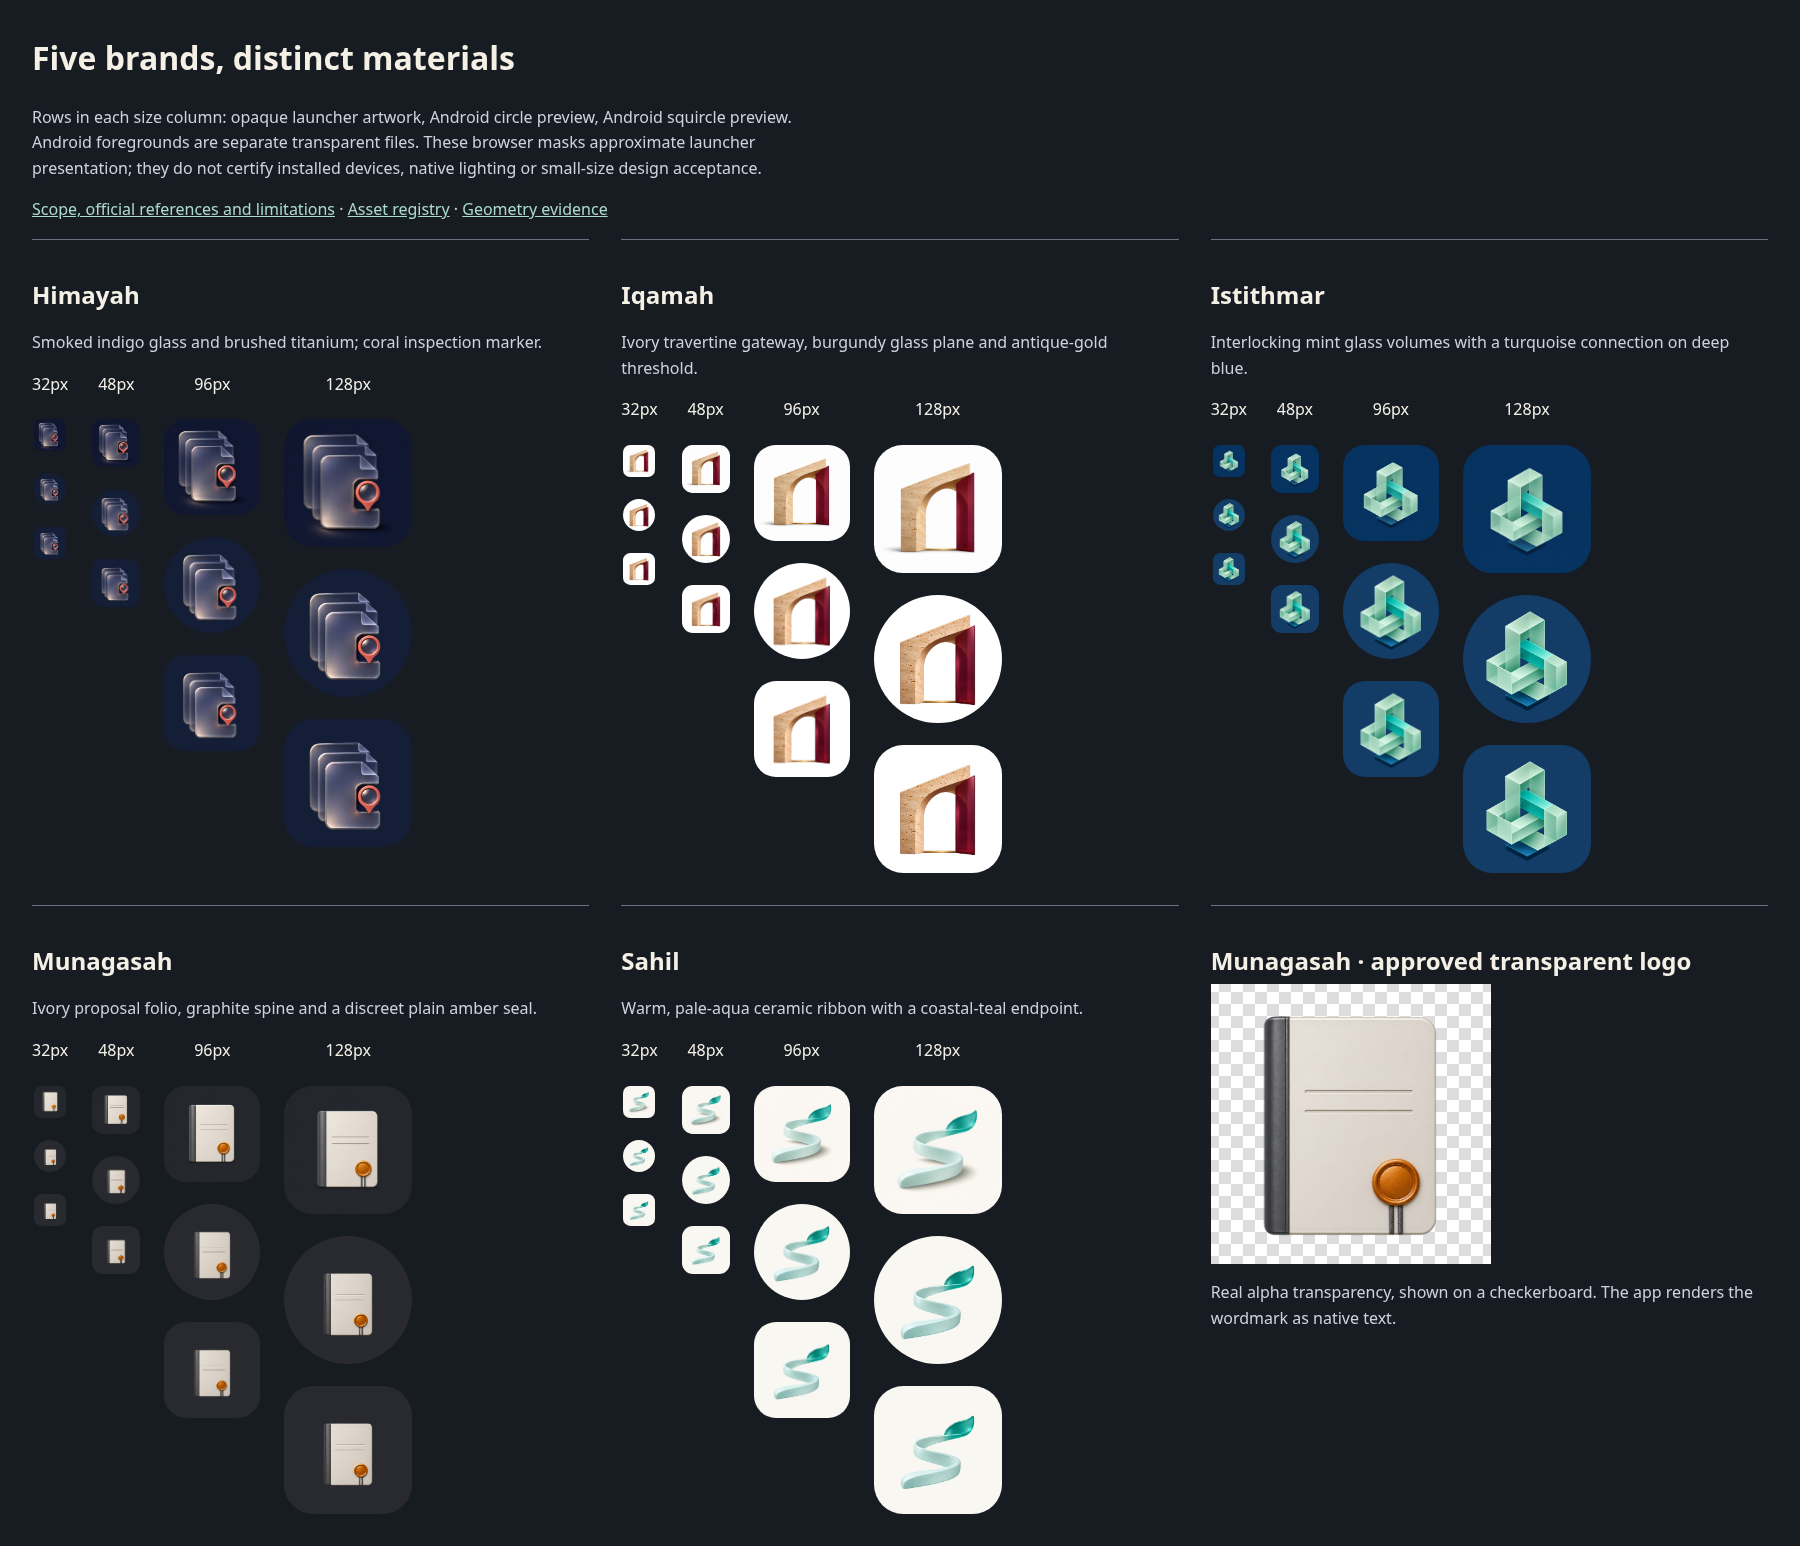 Five brands, distinct materials
Rows in each size column: opaque launcher artwork, Android circle preview, Android squircle preview.
Android foregrounds are separate transparent files. These browser masks approximate launcher
presentation; they do not certify installed devices, native lighting or small-size design acceptance.
Scope, official references and limitations · Asset registry · Geometry evidence
Himayah
Smoked indigo glass and brushed titanium; coral inspection marker.
32px 48px 96px 128px
Iqamah
Ivory travertine gateway, burgundy glass plane and antique-gold
threshold.
32px 48px 96px 128px
Istithmar
Interlocking mint glass volumes with a turquoise connection on deep
blue.
32px 48px 96px 128px
Munagasah
Ivory proposal folio, graphite spine and a discreet plain amber seal.
32px 48px 96px 128px
Sahil
Warm, pale-aqua ceramic ribbon with a coastal-teal endpoint.
32px 48px 96px 128px
Munagasah · approved transparent logo
Real alpha transparency, shown on a checkerboard. The app renders the
wordmark as native text.